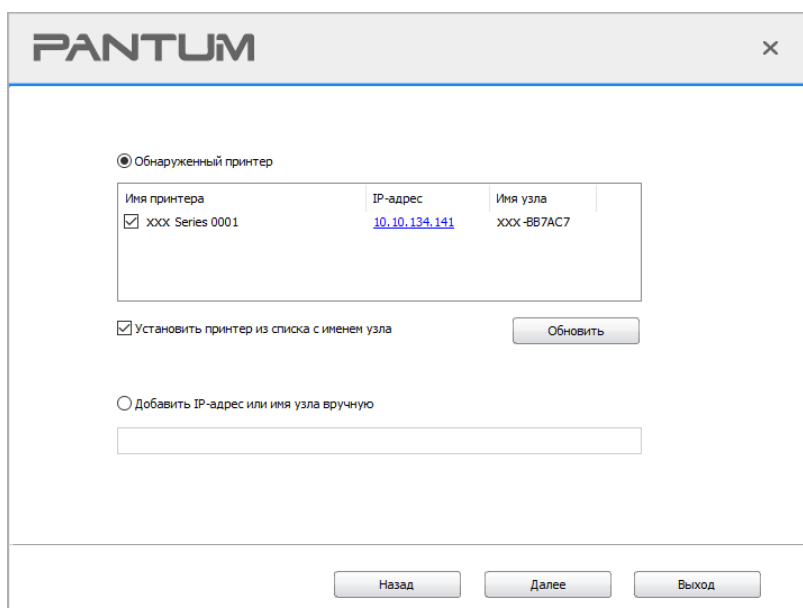 PANTUM
Обнаруженный принтер
Имя принтера IP-адрес Имя узла
XXX Series 0001 10.10.134.141 XXX-BB7AC7
Установить принтер из списка с именем узла Обновить
Добавить IP-адрес или имя узла вручную
Назад Далее Выход